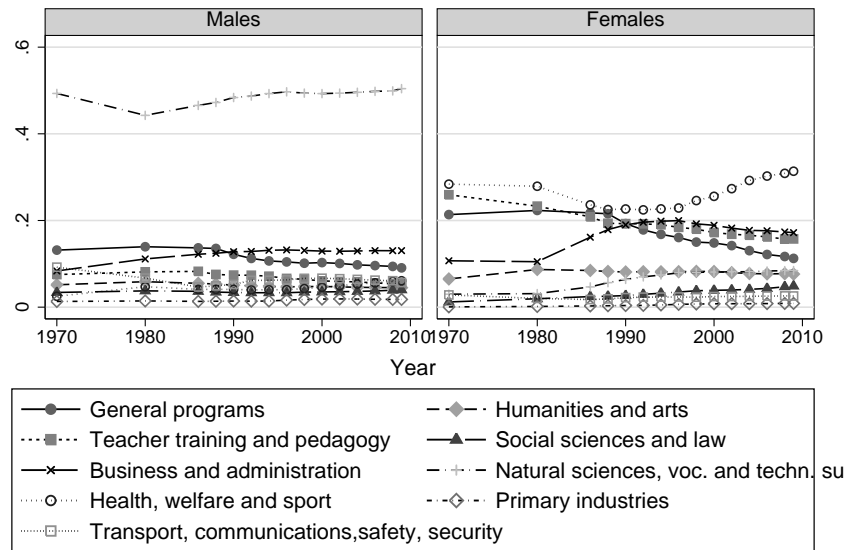 Males
Females
.6
.4
.2
0
1970 1980 1990 2000 2010
1970 1980 1990 2000 2010
Year
General programs
Humanities and arts
Teacher training and pedagogy
Social sciences and law
Business and administration
Natural sciences, voc. and techn. su
Health, welfare and sport
Primary industries
Transport, communications,safety, security